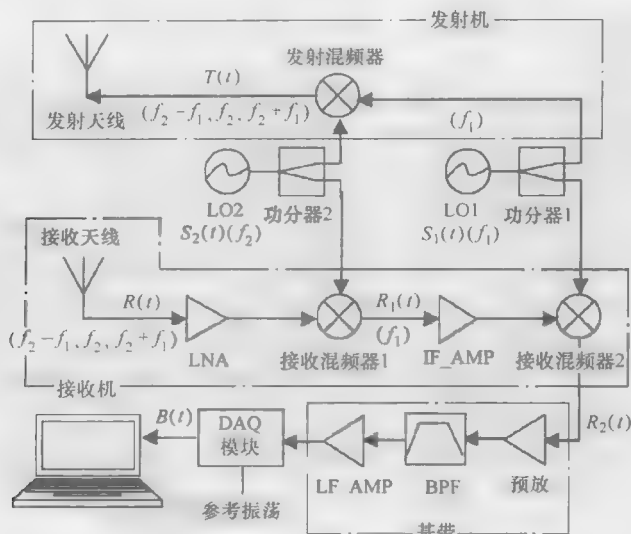 发射机
发射混频器
T(t)
发射天线
(f₂−f₁, f₂, f₂+f₁)
(f₁)
LO2
功分器2
S₂(t)(f₂)
LO1
功分器1
S₁(t)(f₁)
接收天线
R(t)
(f₂−f₁, f₂, f₂+f₁)
LNA
接收混频器1
R₁(t)
(f₁)
IF_AMP
接收混频器2
接收机
B(t)
DAQ
模块
参考振荡
LF AMP
BPF
预放
R₂(t)
基带